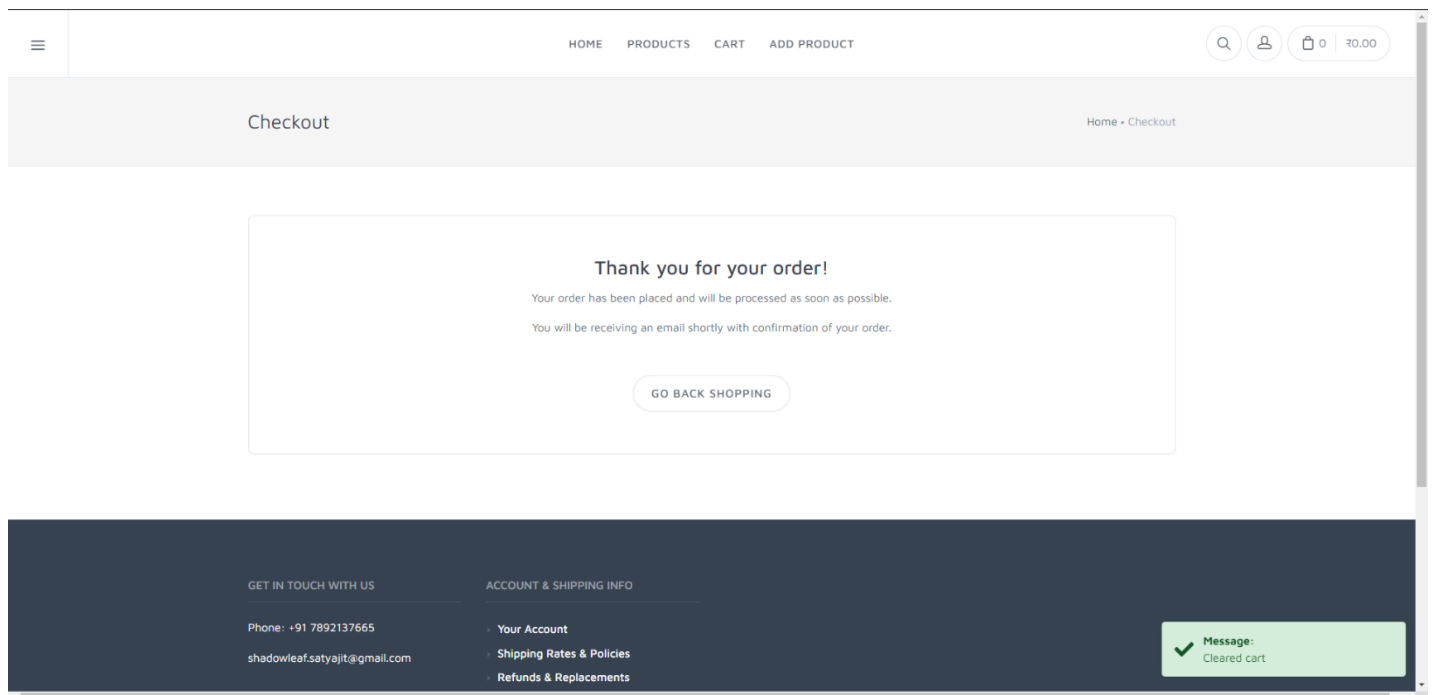 HOME PRODUCTS CART ADD PRODUCT
0 ₹0.00
Checkout
Home • Checkout
Thank you for your order!
Your order has been placed and will be processed as soon as possible.
You will be receiving an email shortly with confirmation of your order.
GO BACK SHOPPING
GET IN TOUCH WITH US
Phone: +91 7892137665
shadowleaf.satyajit@gmail.com
ACCOUNT & SHIPPING INFO
Your Account
Shipping Rates & Policies
Refunds & Replacements
Message:
Cleared cart